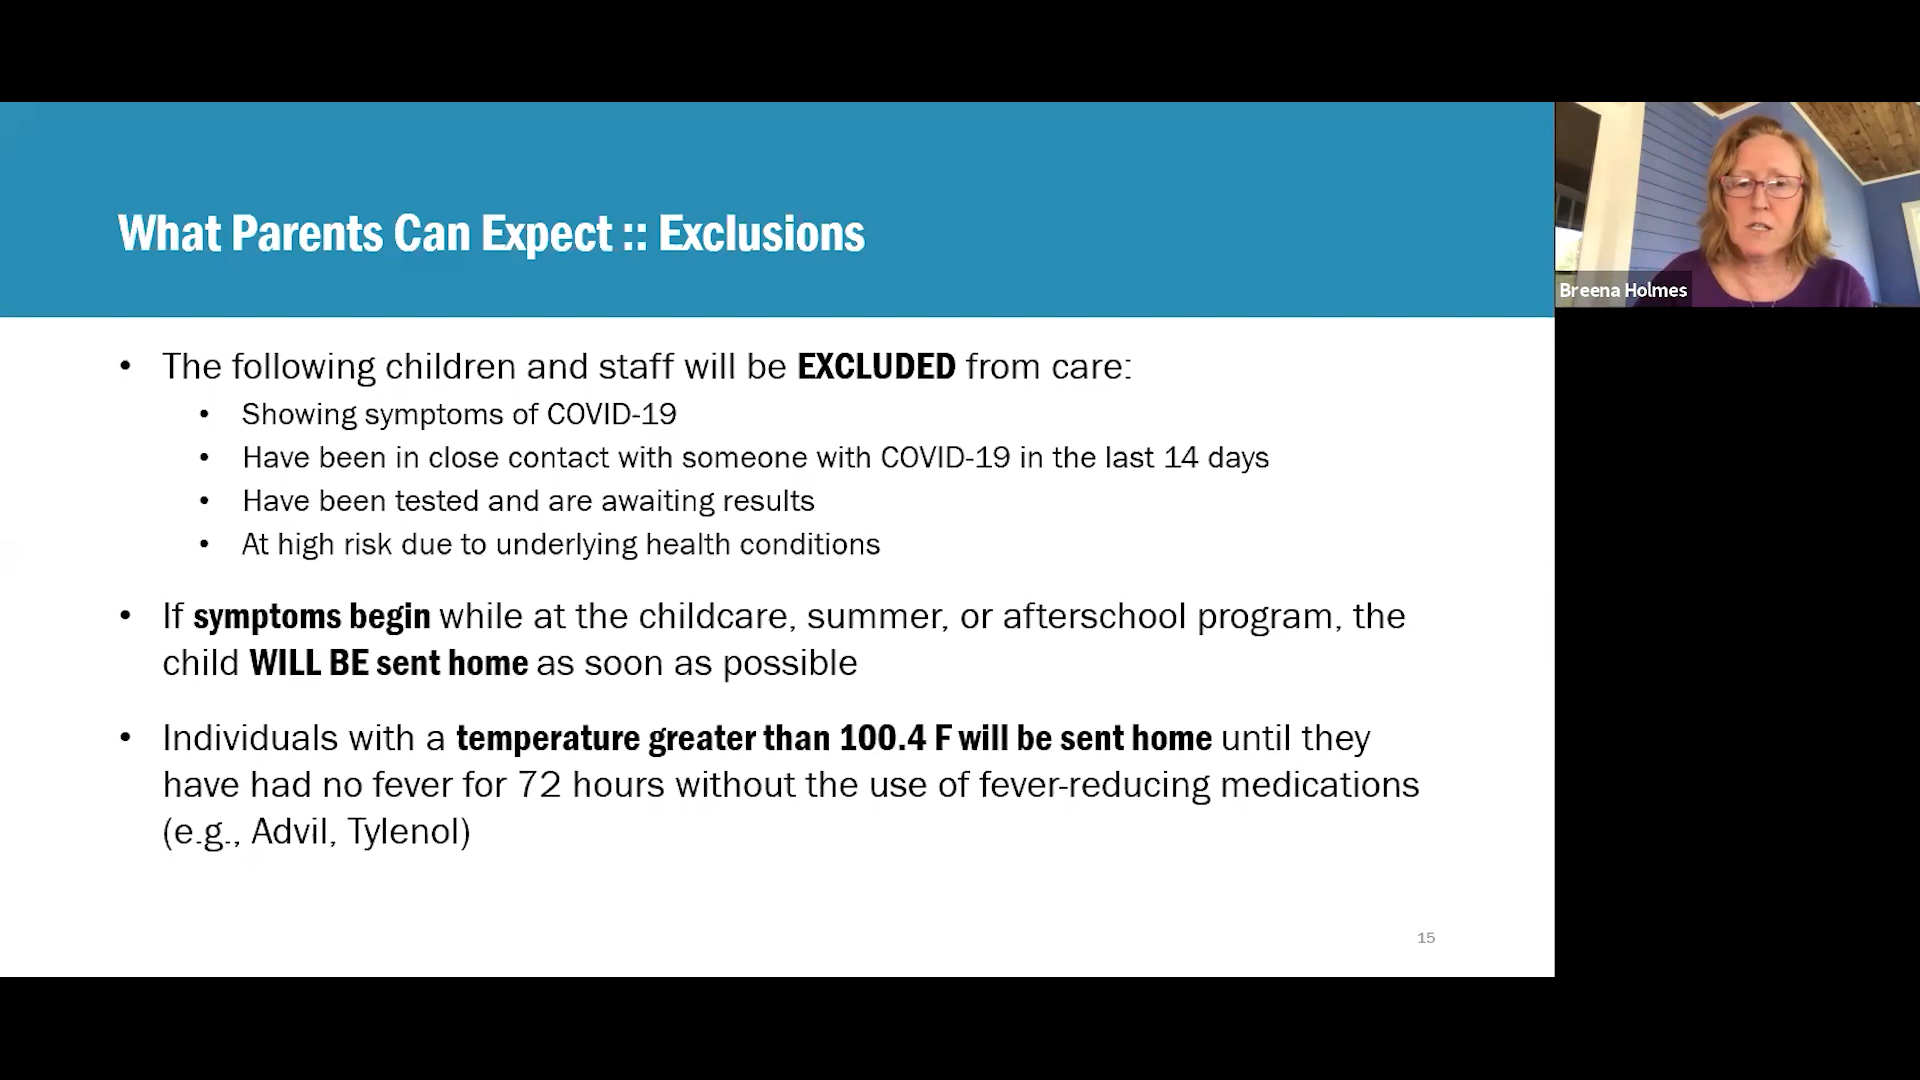 What Parents Can Expect :: Exclusions
Breena Holmes
• The following children and staff will be EXCLUDED from care:
• Showing symptoms of COVID-19
• Have been in close contact with someone with COVID-19 in the last 14 days
• Have been tested and are awaiting results
• At high risk due to underlying health conditions
• If symptoms begin while at the childcare, summer, or afterschool program, the
child WILL BE sent home as soon as possible
• Individuals with a temperature greater than 100.4 F will be sent home until they
have had no fever for 72 hours without the use of fever-reducing medications
(e.g., Advil, Tylenol)
15